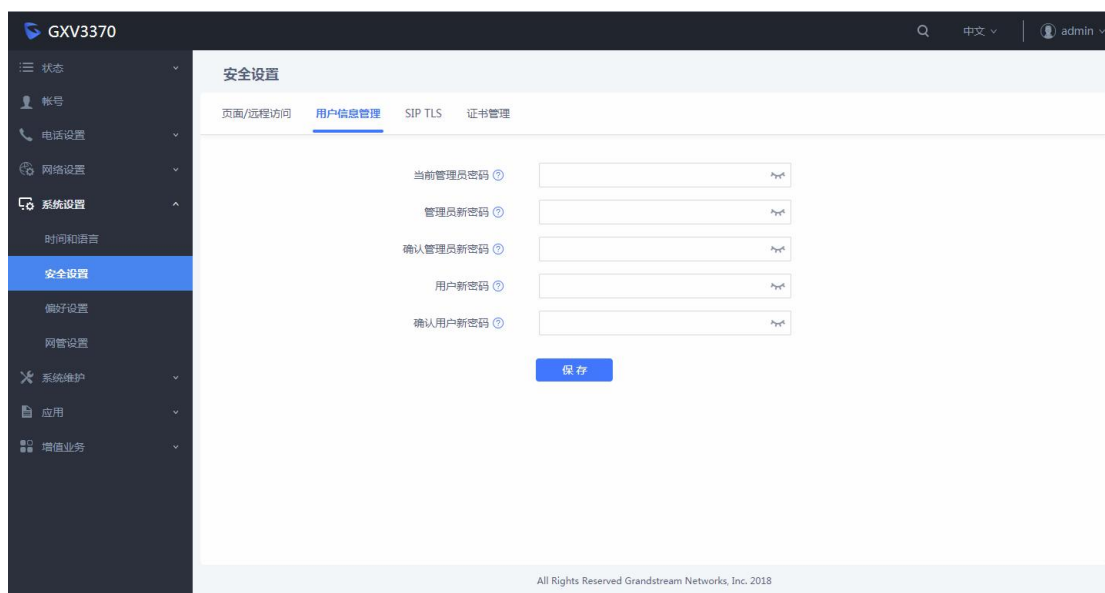 GXV3370
中文
admin
状态
帐号
电话设置
网络设置
系统设置
时间和语言
安全设置
偏好设置
网管设置
系统维护
应用
增值业务
安全设置
页面/远程访问 用户信息管理 SIP TLS 证书管理
当前管理员密码
管理员新密码
确认管理员新密码
用户新密码
确认用户新密码
保存
All Rights Reserved Grandstream Networks, Inc. 2018